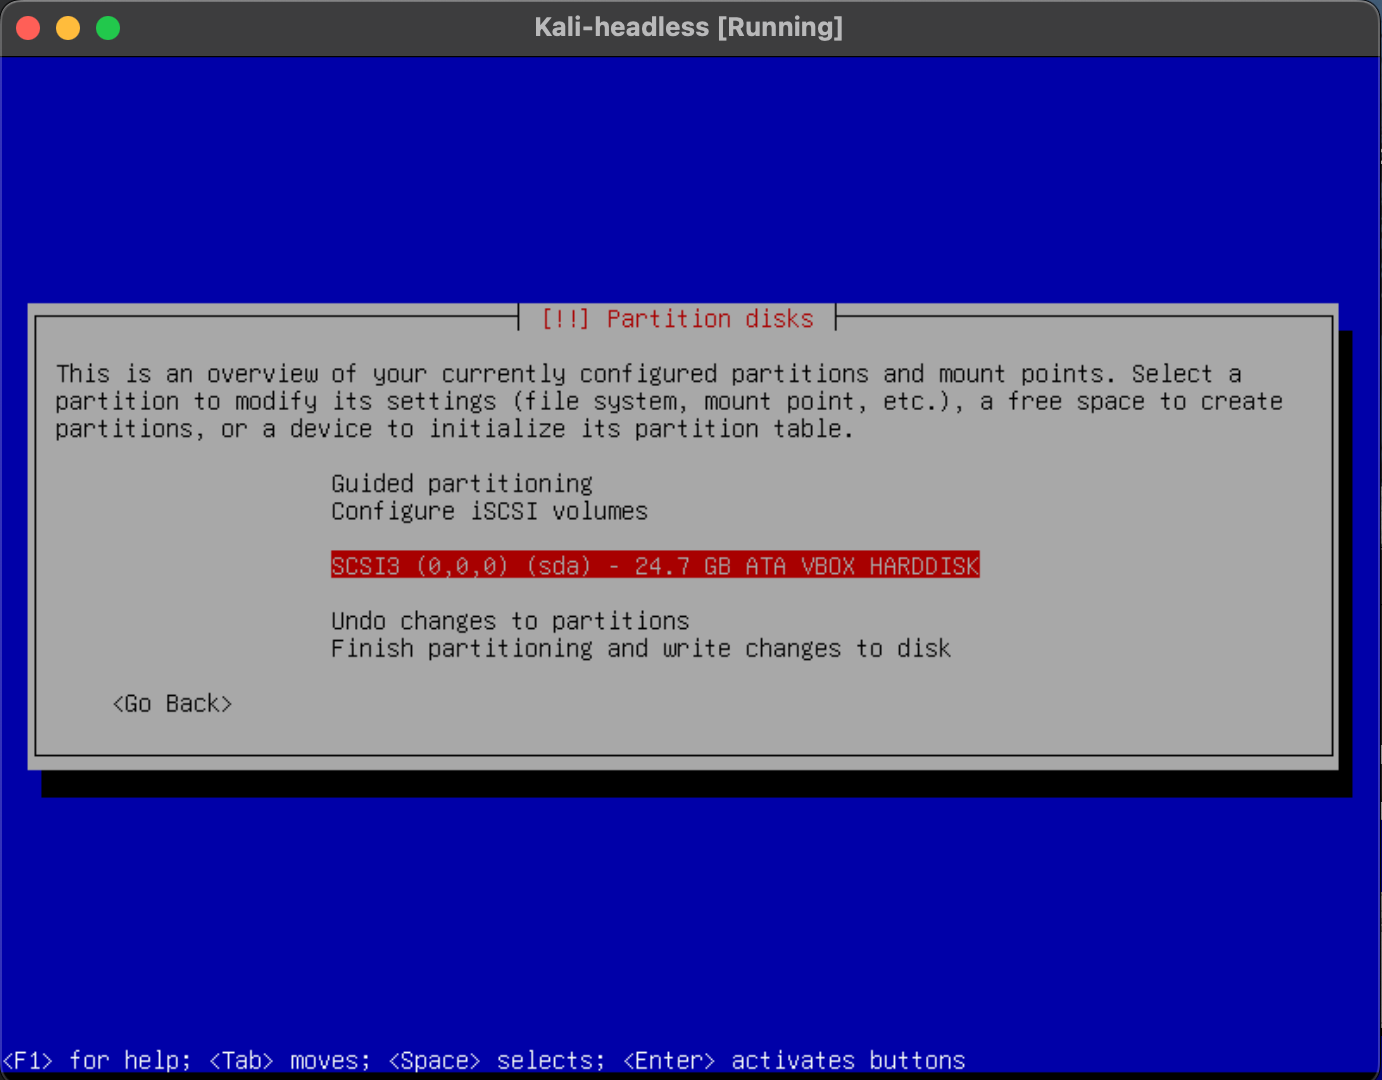 Kali-headless [Running]
[!!] Partition disks
This is an overview of your currently configured partitions and mount points. Select a
partition to modify its settings (file system, mount point, etc.), a free space to create
partitions, or a device to initialize its partition table.
Guided partitioning
Configure iSCSI volumes
SCSI3 (0,0,0) (sda) - 24.7 GB ATA VBOX HARDDISK
Undo changes to partitions
Finish partitioning and write changes to disk
<Go Back>
<F1> for help; <Tab> moves; <Space> selects; <Enter> activates buttons